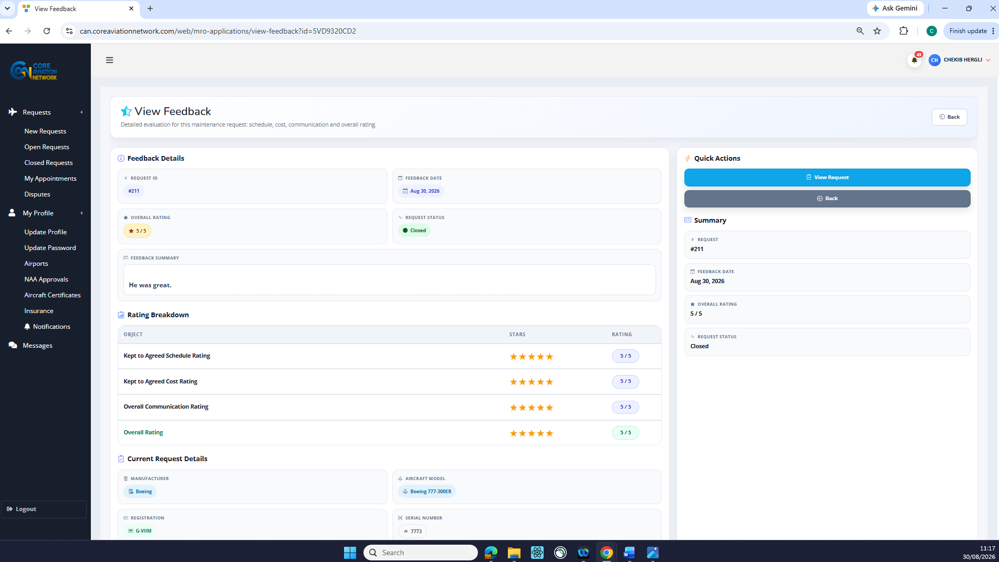 View Feedback
Ask Gemini
can.coreaviationnetwork.com/web/mro-applications/view-feedback?id=5VD9320CD2
C
Finish update
CORE
AVIATION
NETWORK
43
CH
CHEKIB HERGLI
Requests
New Requests
Open Requests
Closed Requests
My Appointments
Disputes
My Profile
Update Profile
Update Password
Airports
NAA Approvals
Aircraft Certificates
Insurance
Notifications
Messages
Logout
View Feedback
Detailed evaluation for this maintenance request: schedule, cost, communication and overall rating.
Back
Feedback Details
# REQUEST ID
#211
FEEDBACK DATE
Aug 30, 2026
OVERALL RATING
5 / 5
REQUEST STATUS
Closed
FEEDBACK SUMMARY
He was great.
Rating Breakdown
OBJECT STARS RATING
Kept to Agreed Schedule Rating ★★★★★ 5 / 5
Kept to Agreed Cost Rating ★★★★★ 5 / 5
Overall Communication Rating ★★★★★ 5 / 5
Overall Rating ★★★★★ 5 / 5
Current Request Details
MANUFACTURER
Boeing
AIRCRAFT MODEL
Boeing 777-300ER
REGISTRATION
G-VIIM
SERIAL NUMBER
7773
Quick Actions
View Request
Back
Summary
# REQUEST
#211
FEEDBACK DATE
Aug 30, 2026
OVERALL RATING
5 / 5
REQUEST STATUS
Closed
Search
11:17
30/08/2026